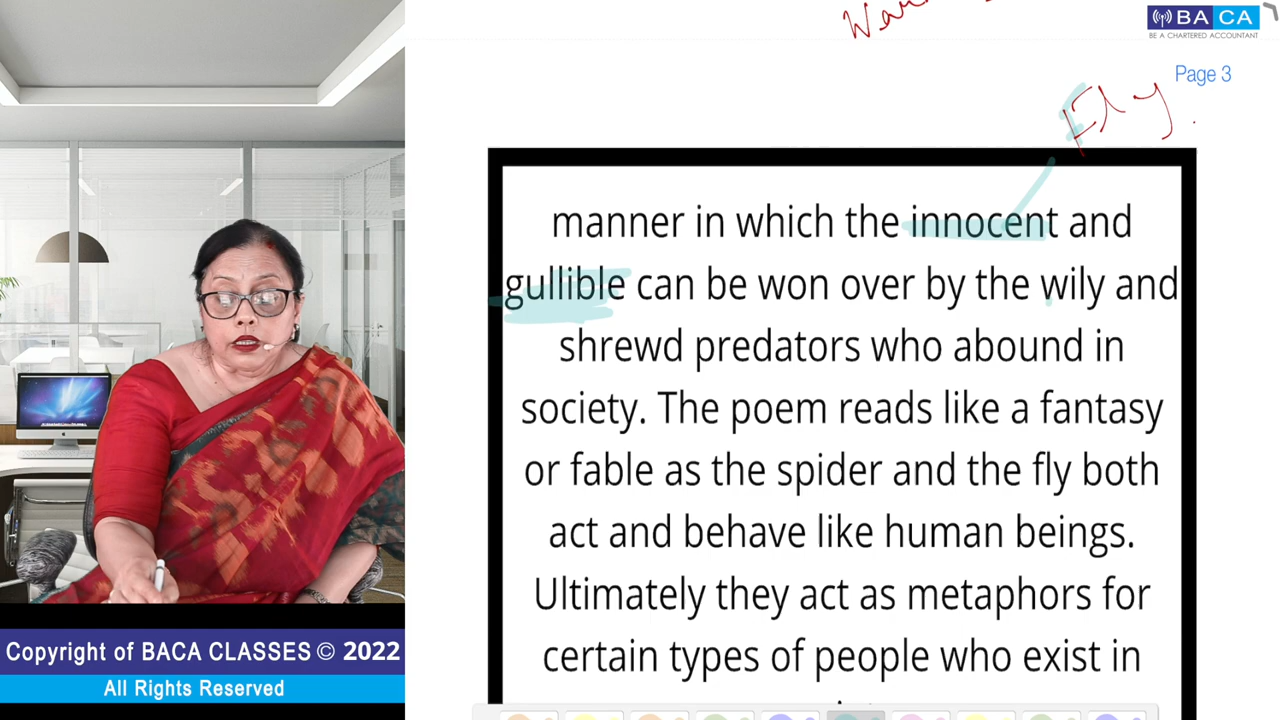 BACA
BE A CHARTERED ACCOUNTANT
Page 3
Fly
manner in which the innocent and
gullible can be won over by the wily and
shrewd predators who abound in
society. The poem reads like a fantasy
or fable as the spider and the fly both
act and behave like human beings.
Ultimately they act as metaphors for
certain types of people who exist in
Copyright of BACA CLASSES © 2022
All Rights Reserved